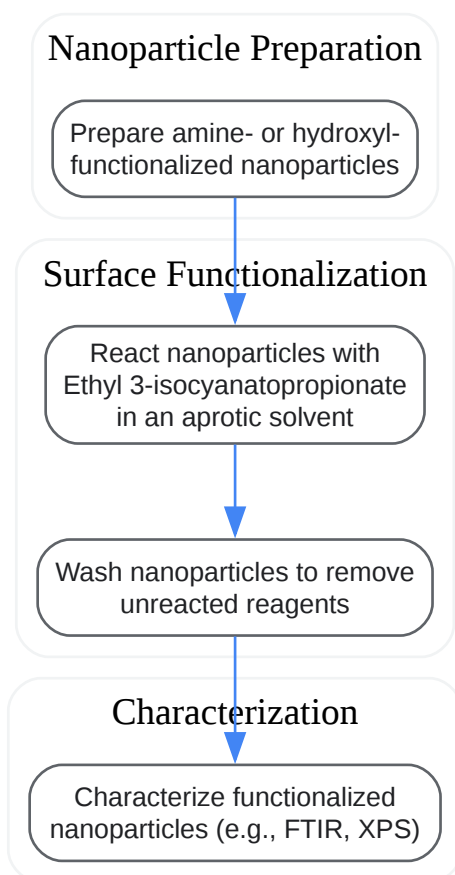 Nanoparticle Preparation
Prepare amine- or hydroxyl-
functionalized nanoparticles
Surface Functionalization
React nanoparticles with
Ethyl 3-isocyanatopropionate
in an aprotic solvent
Wash nanoparticles to remove
unreacted reagents
Characterization
Characterize functionalized
nanoparticles (e.g., FTIR, XPS)